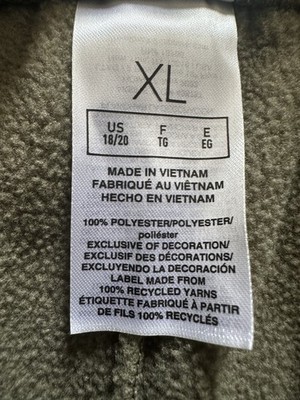 XL
US F E
18/20 TG EG
MADE IN VIETNAM
FABRIQUÉ AU VIÊTNAM
HECHO EN VIETNAM
100% POLYESTER/POLYESTER/
poliéster
EXCLUSIVE OF DECORATION/
EXCLUSIF DES DÉCORATIONS/
EXCLUYENDO LA DECORACIÓN
LABEL MADE FROM
100% RECYCLED YARNS
ÉTIQUETTE FABRIQUÉ À PARTIR
DE FILS 100% RECYCLÉS